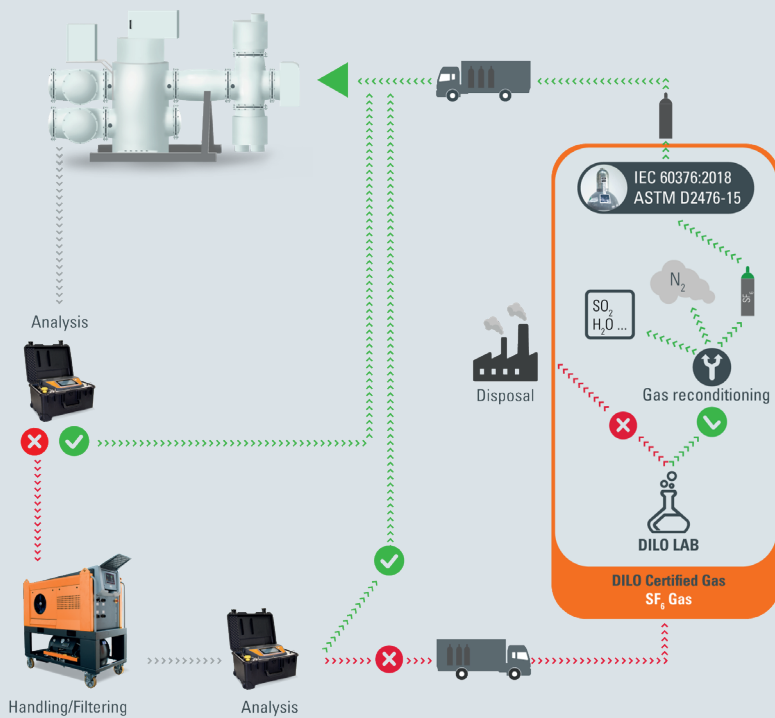 IEC 60376:2018
ASTM D2476-15
N₂
SF₆
SO₂
H₂O ...
Analysis
Disposal
Gas reconditioning
DILO LAB
DILO Certified Gas
SF₆ Gas
Handling/Filtering
Analysis